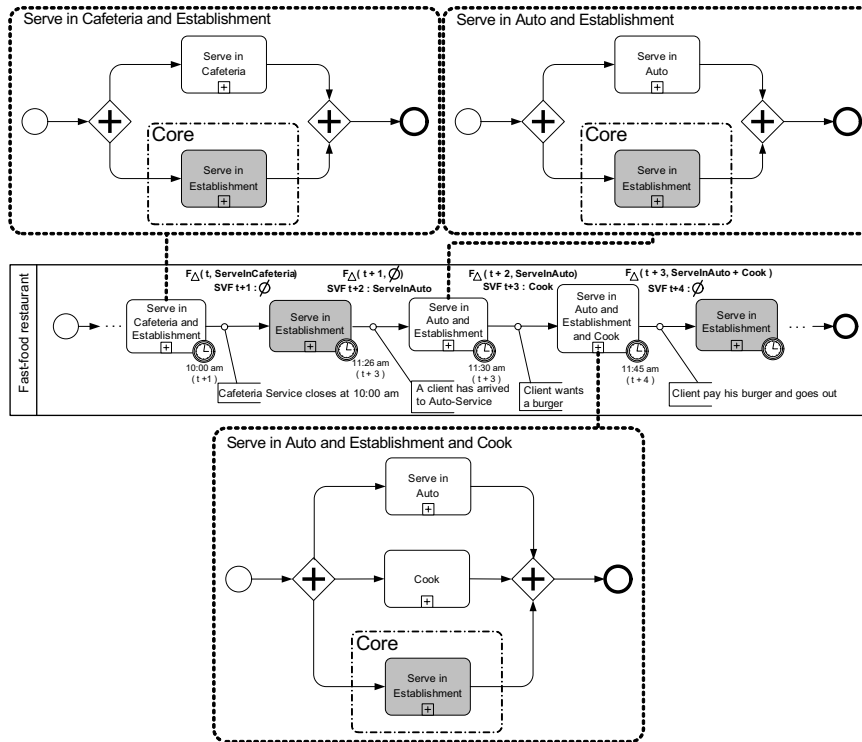 Serve in Cafeteria and Establishment
Serve in
Cafeteria
Core
Serve in
Establishment
Serve in Auto and Establishment
Serve in
Auto
Core
Serve in
Establishment
Fast-food restaurant
F△( t, ServeInCafeteria)
SVF t+1 : ∅
F△( t + 1, ∅)
SVF t+2 : ServeInAuto
F△( t + 2, ServeInAuto)
SVF t+3 : Cook
F△( t + 3, ServeInAuto + Cook )
SVF t+4 : ∅
...
Serve in
Cafeteria and
Establishment
10:00 am
( t +1 )
Cafeteria Service closes at 10:00 am
Serve in
Establishment
11:26 am
( t + 3 )
A client has arrived
to Auto-Service
Serve in
Auto and
Establishment
11:30 am
( t + 3 )
Client wants
a burger
Serve in
Auto and
Establishment
and Cook
11:45 am
( t + 4 )
Client pay his burger and goes out
Serve in
Establishment
...
Serve in Auto and Establishment and Cook
Serve in
Auto
Cook
Core
Serve in
Establishment